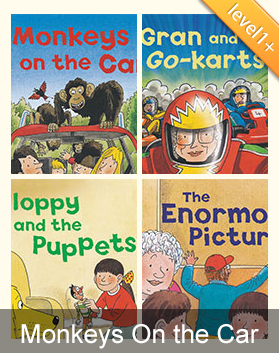 Monkeys
on the Car
level1+
Gran and
Go-karts
loppy
and the
Puppets
The
Enormo
Pictur
Monkeys On the Car